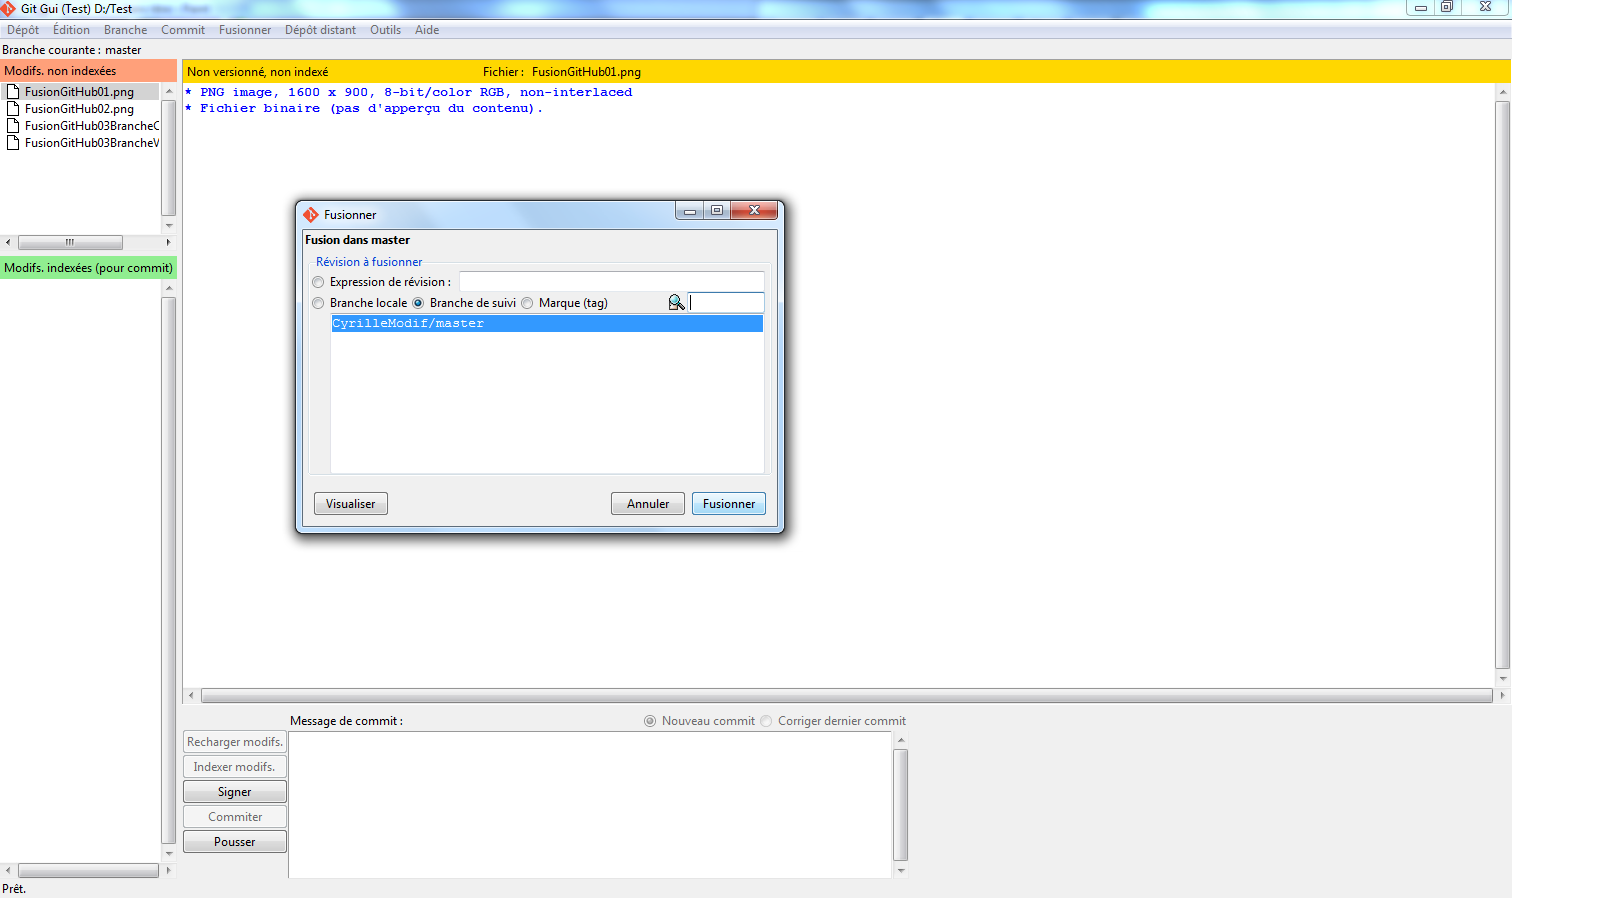 Git Gui (Test) D:/Test
Dépôt Édition Branche Commit Fusionner Dépôt distant Outils Aide
Branche courante : master
Modifs. non indexées
FusionGitHub01.png
FusionGitHub02.png
FusionGitHub03BrancheC
FusionGitHub03BrancheV
Modifs. indexées (pour commit)
Non versionné, non indexé Fichier : FusionGitHub01.png
* PNG image, 1600 x 900, 8-bit/color RGB, non-interlaced
* Fichier binaire (pas d'apperçu du contenu).
Fusionner
Fusion dans master
Révision à fusionner
Expression de révision :
Branche locale Branche de suivi Marque (tag)
CyrilleModif/master
Visualiser Annuler Fusionner
Message de commit : Nouveau commit Corriger dernier commit
Recharger modifs.
Indexer modifs.
Signer
Commiter
Pousser
Prêt.